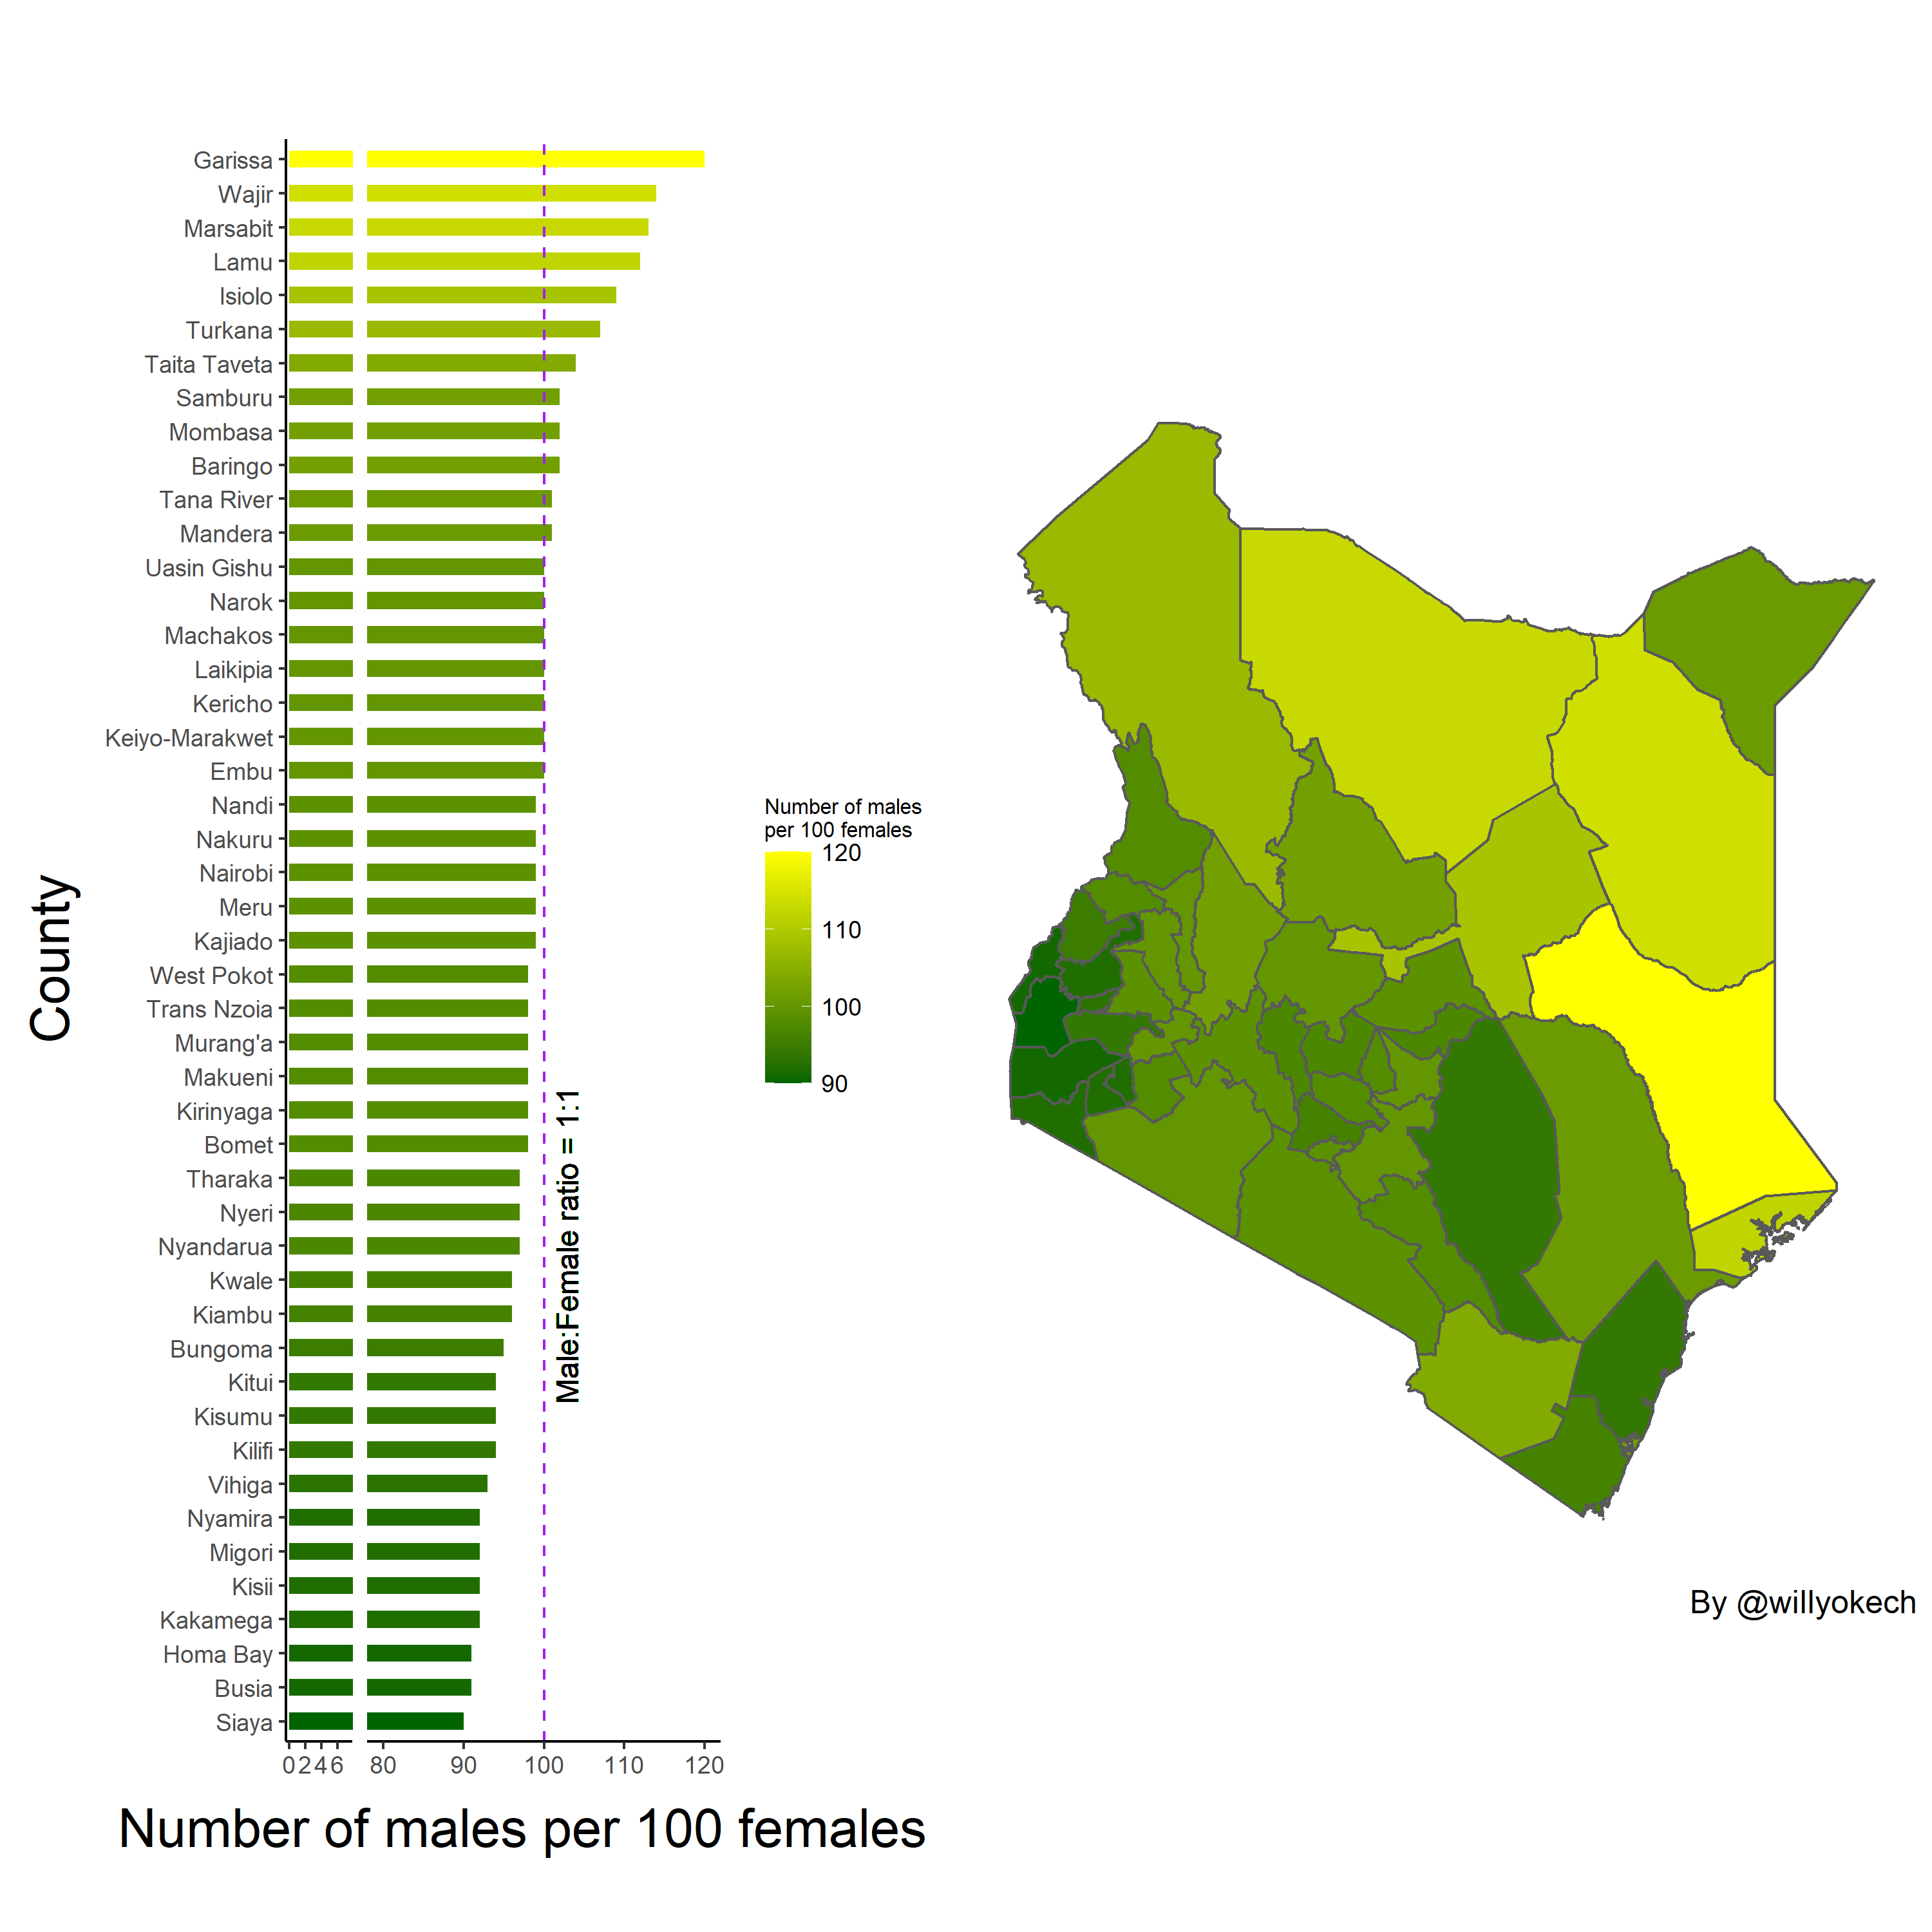 County
Garissa
Wajir
Marsabit
Lamu
Isiolo
Turkana
Taita Taveta
Samburu
Mombasa
Baringo
Tana River
Mandera
Uasin Gishu
Narok
Machakos
Laikipia
Kericho
Keiyo-Marakwet
Embu
Nandi
Nakuru
Nairobi
Meru
Kajiado
West Pokot
Trans Nzoia
Murang'a
Makueni
Kirinyaga
Bomet
Tharaka
Nyeri
Nyandarua
Kwale
Kiambu
Bungoma
Kitui
Kisumu
Kilifi
Vihiga
Nyamira
Migori
Kisii
Kakamega
Homa Bay
Busia
Siaya
0 2 4 6 80 90 100 110 120
Number of males per 100 females
Male:Female ratio = 1:1
Number of males
per 100 females
120
110
100
90
By @willyokech